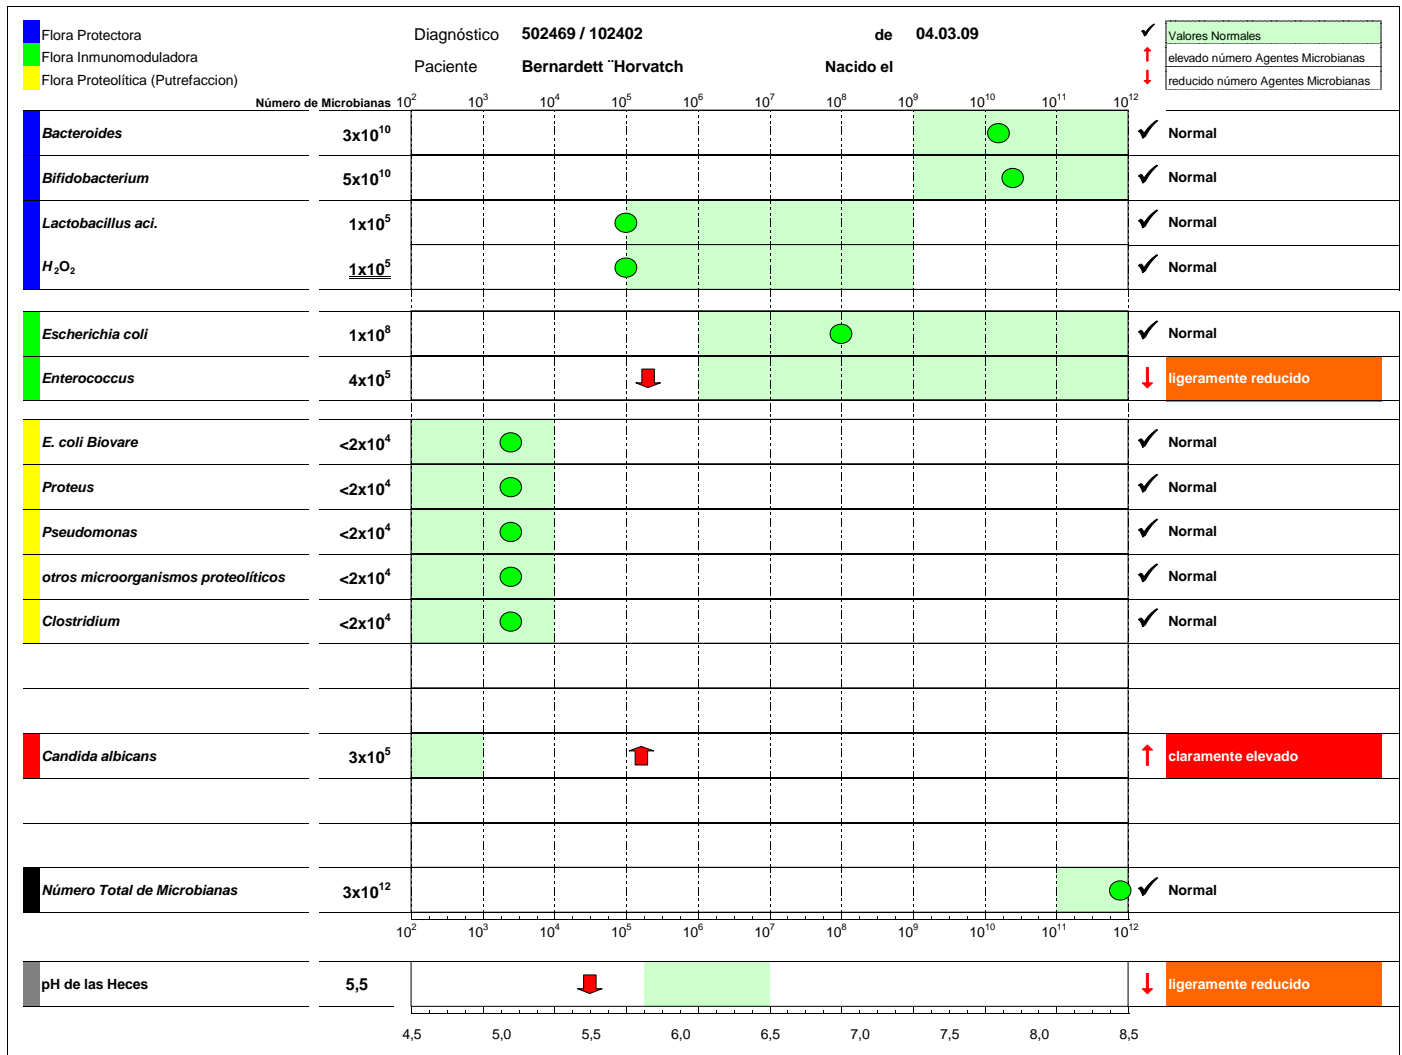 Flora Protectora
Flora Inmunomoduladora
Flora Proteolítica (Putrefaccion)
Diagnóstico 502469 / 102402 de 04.03.09
Paciente Bernardett ¨Horvatch Nacido el
✓ Valores Normales
↑ elevado número Agentes Microbianas
↓ reducido número Agentes Microbianas
Número de Microbianas 10² 10³ 10⁴ 10⁵ 10⁶ 10⁷ 10⁸ 10⁹ 10¹⁰ 10¹¹ 10¹²
Bacteroides 3x10¹⁰ ✓ Normal
Bifidobacterium 5x10¹⁰ ✓ Normal
Lactobacillus aci. 1x10⁵ ✓ Normal
H₂O₂ 1x10⁵ ✓ Normal
Escherichia coli 1x10⁸ ✓ Normal
Enterococcus 4x10⁵ ↓ ligeramente reducido
E. coli Biovare <2x10⁴ ✓ Normal
Proteus <2x10⁴ ✓ Normal
Pseudomonas <2x10⁴ ✓ Normal
otros microorganismos proteolíticos <2x10⁴ ✓ Normal
Clostridium <2x10⁴ ✓ Normal
Candida albicans 3x10⁵ ↑ claramente elevado
Número Total de Microbianas 3x10¹² ✓ Normal
10² 10³ 10⁴ 10⁵ 10⁶ 10⁷ 10⁸ 10⁹ 10¹⁰ 10¹¹ 10¹²
pH de las Heces 5,5 ↓ ligeramente reducido
4,5 5,0 5,5 6,0 6,5 7,0 7,5 8,0 8,5